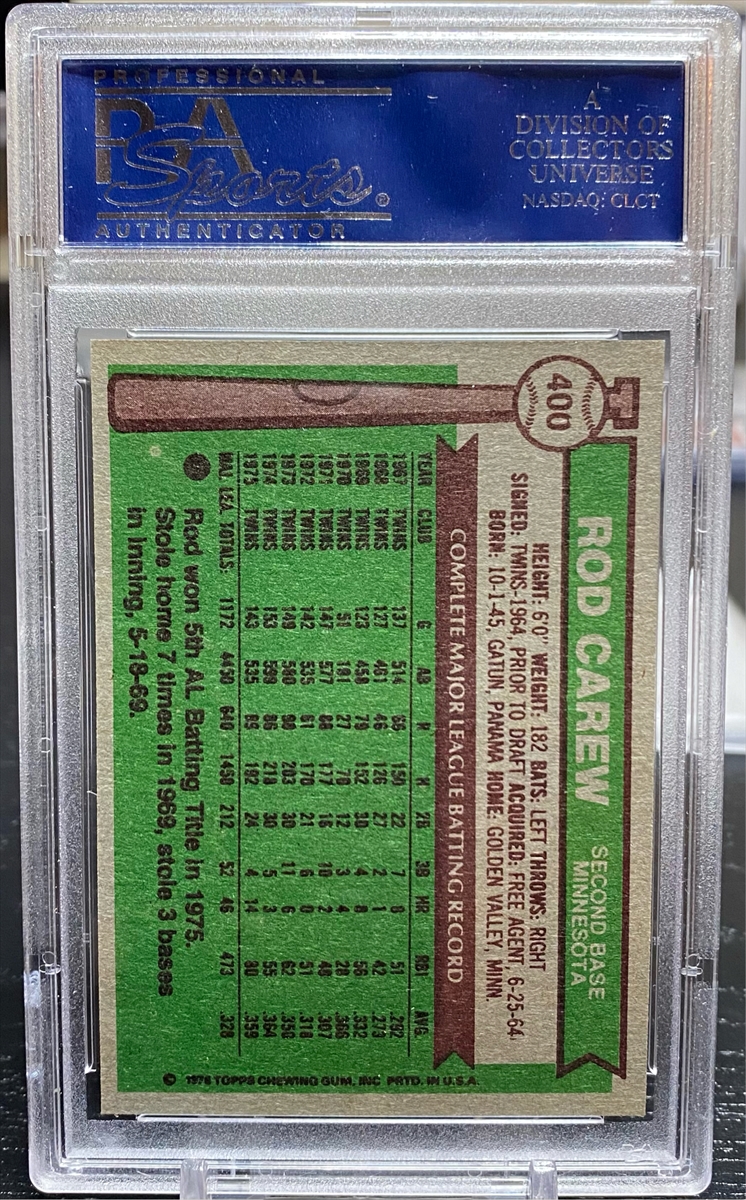 PROFESSIONAL
PSA
Sports®
AUTHENTICATOR
A
DIVISION OF
COLLECTORS
UNIVERSE
NASDAQ: CLCT
400
T
ROD CAREW
SECOND BASE
MINNESOTA
HEIGHT: 6'0" WEIGHT: 182 BATS: LEFT THROWS: RIGHT
SIGNED: TWINS-1964, PRIOR TO DRAFT ACQUIRED: FREE AGENT, 6-25-64.
BORN: 10-1-45, GATUN, PANAMA HOME: GOLDEN VALLEY, MINN.
COMPLETE MAJOR LEAGUE BATTING RECORD
YEAR CLUB G AB R H 2B 3B HR RBI AVG.
1967 TWINS 137 514 66 150 22 7 8 51 .292
1968 TWINS 127 461 46 126 27 2 1 42 .273
1969 TWINS 123 458 79 152 30 4 8 56 .332
1970 TWINS 51 191 27 70 12 3 4 28 .366
1971 TWINS 147 577 88 177 16 10 2 48 .307
1972 TWINS 142 535 61 170 21 6 0 51 .318
1973 TWINS 149 580 90 203 30 11 6 62 .350
1974 TWINS 153 599 86 218 30 5 3 55 .364
1975 TWINS 143 535 89 192 24 4 14 80 .359
MAJ. LEA. TOTALS: 1172 4450 640 1458 212 52 46 473 .328
Rod won 5th AL Batting Title in 1975.
Stole home 7 times in 1969, stole 3 bases
in Inning, 5-18-69.
© 1976 TOPPS CHEWING GUM, INC. PRTD. IN U.S.A.